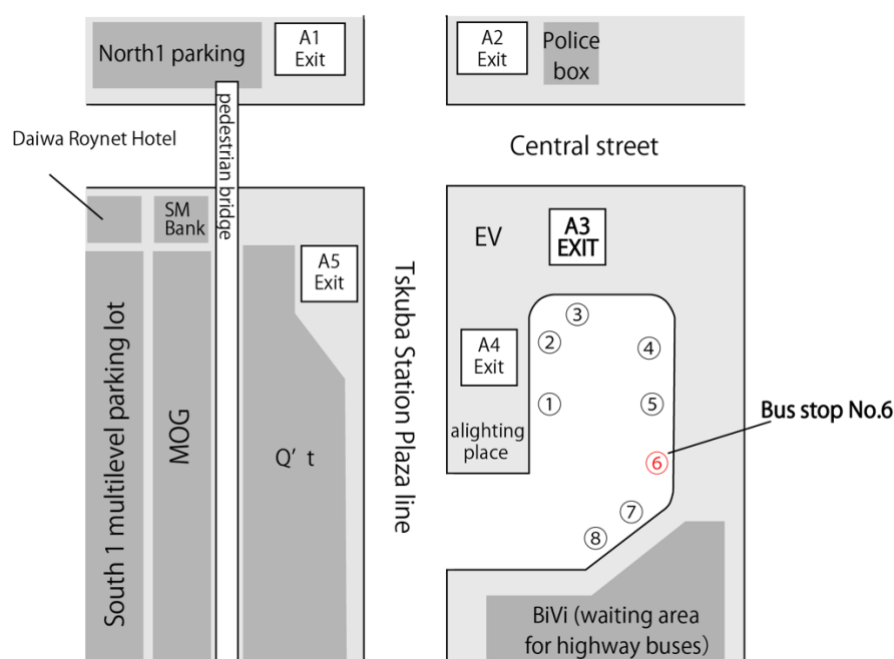 North1 parking
A1
Exit
A2
Exit
Police
box
Daiwa Roynet Hotel
pedestrian bridge
Central street
SM
Bank
A5
Exit
EV
A3
EXIT
A4
Exit
③
②
④
①
⑤
Bus stop No.6
alighting
place
⑥
⑦
⑧
South 1 multilevel parking lot
MOG
Q' t
Tskuba Station Plaza line
BiVi (waiting area
for highway buses)